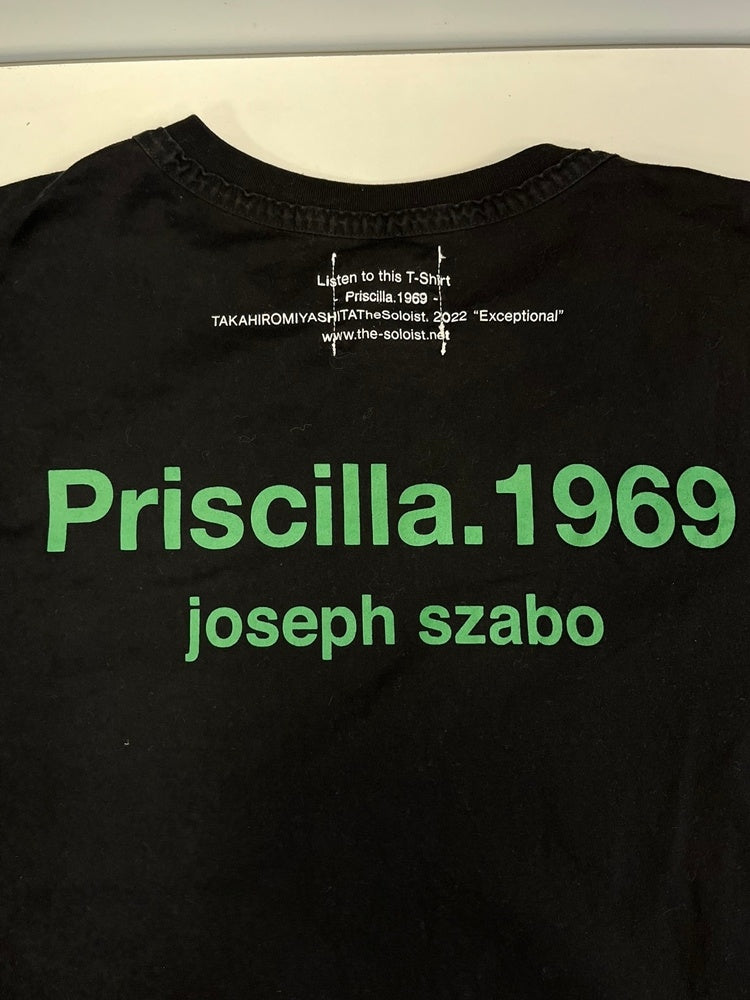 Listen to this T-Shirt
- Priscilla.1969 -
TAKAHIROMIYASHITATheSoloist. 2022 “Exceptional”
www.the-soloist.net
Priscilla.1969
joseph szabo